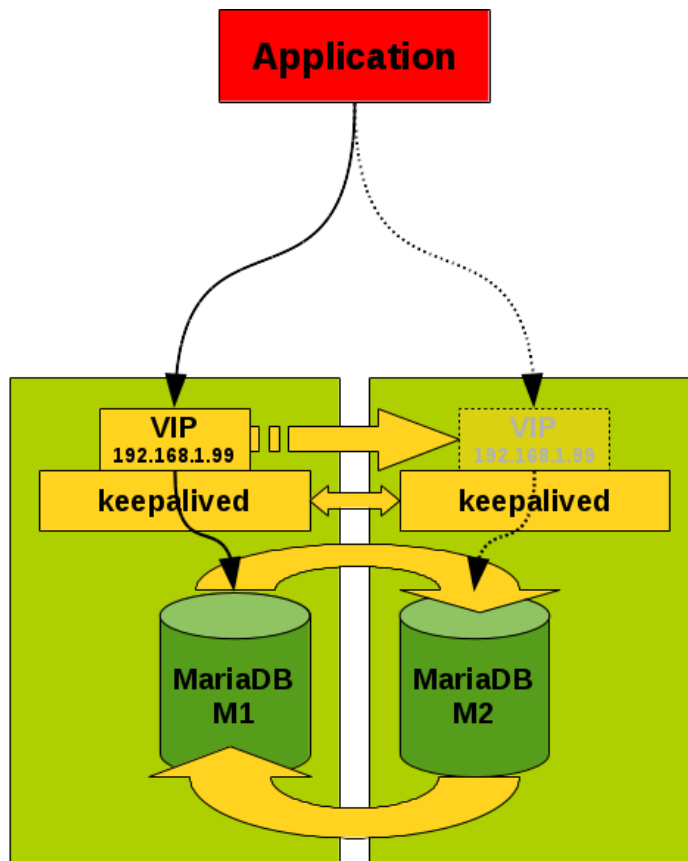 Application
VIP
192.168.1.99
VIP
192.168.1.99
keepalived
keepalived
MariaDB
M1
MariaDB
M2